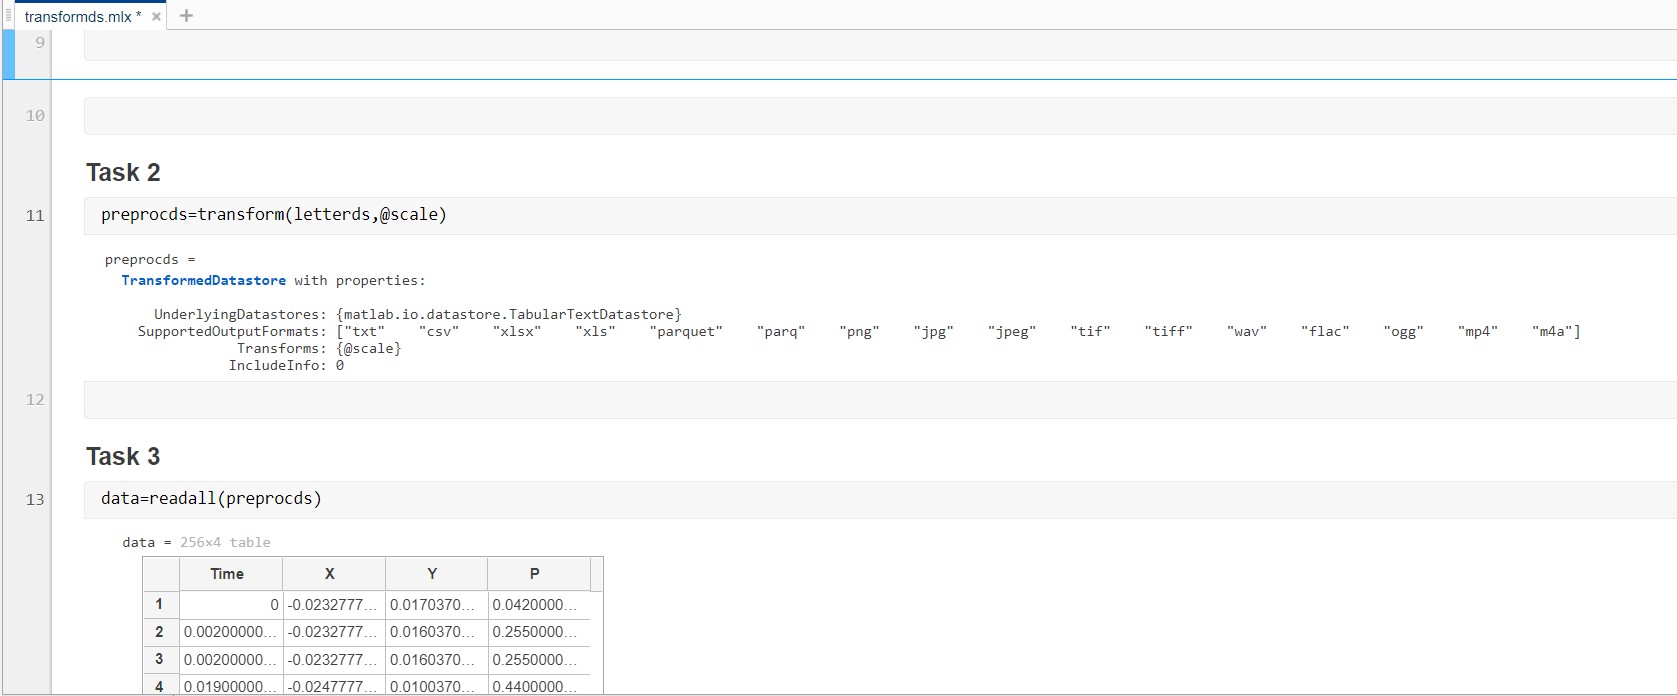 transformds.mlx * × +
9
10
Task 2
11 preprocds=transform(letterds,@scale)
preprocds =
TransformedDatastore with properties:
UnderlyingDatastores: {matlab.io.datastore.TabularTextDatastore}
SupportedOutputFormats: ["txt" "csv" "xlsx" "xls" "parquet" "parq" "png" "jpg" "jpeg" "tif" "tiff" "wav" "flac" "ogg" "mp4" "m4a"]
Transforms: {@scale}
IncludeInfo: 0
12
Task 3
13 data=readall(preprocds)
data = 256×4 table
Time X Y P
1 0 -0.0232777... 0.0170370... 0.0420000...
2 0.00200000... -0.0232777... 0.0160370... 0.2550000...
3 0.00200000... -0.0232777... 0.0160370... 0.2550000...
4 0.01900000... -0.0247777... 0.0100370... 0.4400000...